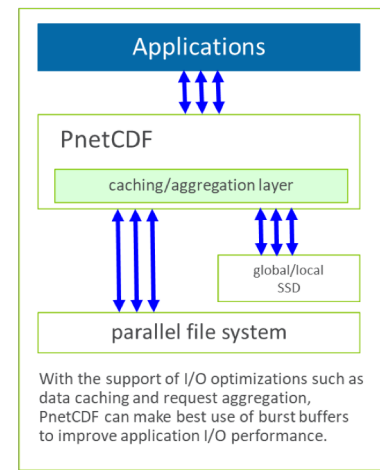 Applications
PnetCDF
caching/aggregation layer
global/local
SSD
parallel file system
With the support of I/O optimizations such as
data caching and request aggregation,
PnetCDF can make best use of burst buffers
to improve application I/O performance.